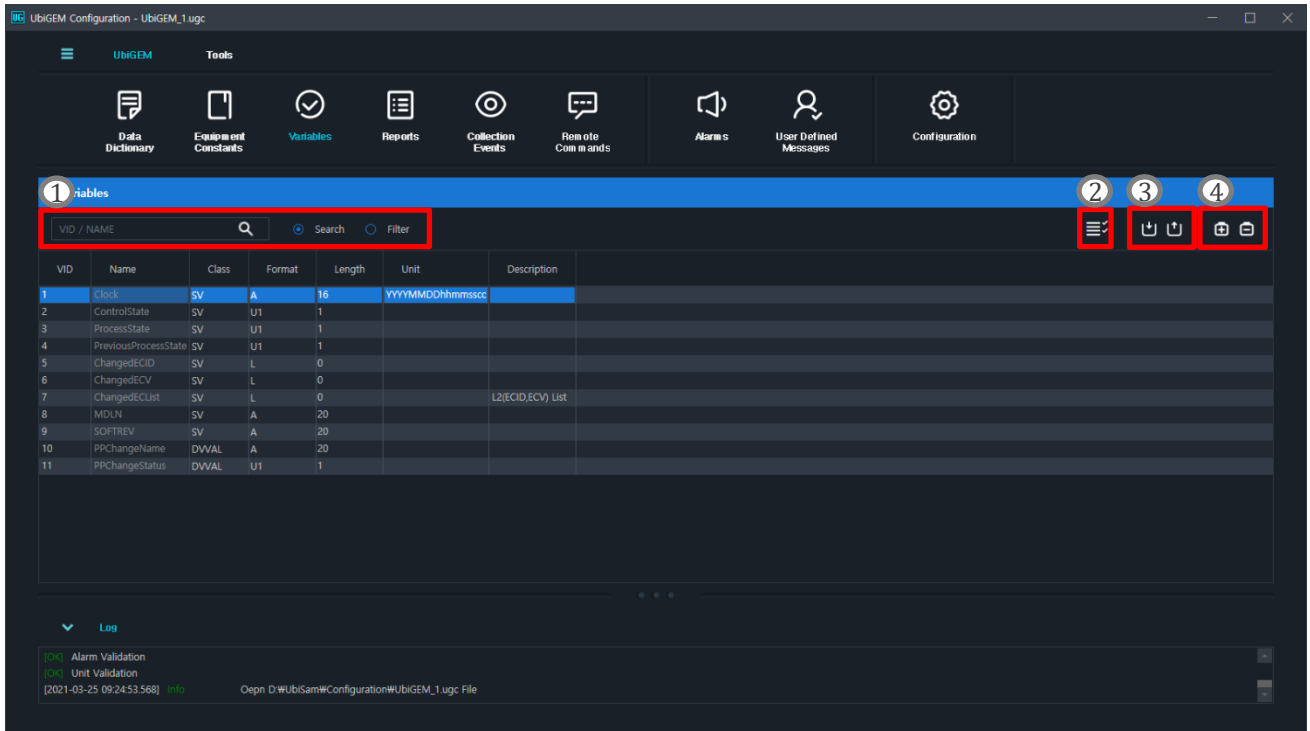 UG UbiGEM Configuration - UbiGEM_1.ugc
UbiGEM Tools
Data Dictionary
Equipment Constants
Variables
Reports
Collection Events
Remote Commands
Alarms
User Defined Messages
Configuration
1 riables 2 3 4
VID / NAME Search Filter
VID Name Class Format Length Unit Description
1 Clock SV A 16 YYYYMMDDhhmmsscc
2 ControlState SV U1 1
3 ProcessState SV U1 1
4 PreviousProcessState SV U1 1
5 ChangedECID SV L 0
6 ChangedECV SV L 0
7 ChangedECList SV L 0 L2(ECID,ECV) List
8 MDLN SV A 20
9 SOFTREV SV A 20
10 PPChangeName DVVAL A 20
11 PPChangeStatus DVVAL U1 1
Log
[OK] Alarm Validation
[OK] Unit Validation
[2021-03-25 09:24:53.568] Info Oepn D:₩UbiSam₩Configuration₩UbiGEM_1.ugc File